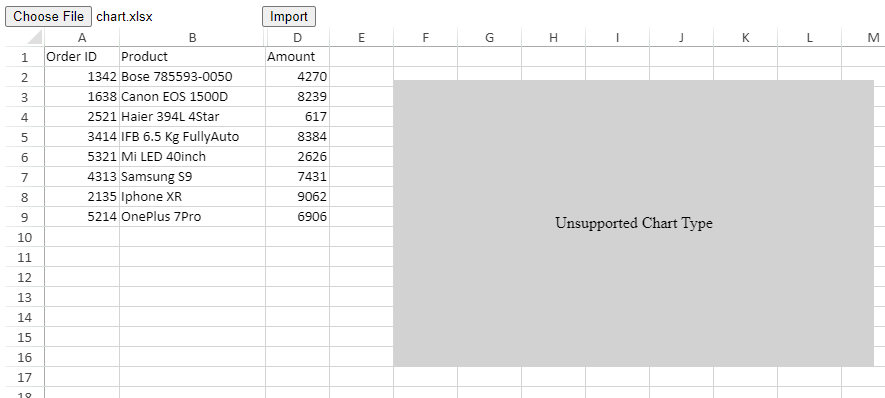 Choose File chart.xlsx Import
A B D E F G H I J K L M
1 Order ID Product Amount
2 1342 Bose 785593-0050 4270
3 1638 Canon EOS 1500D 8239
4 2521 Haier 394L 4Star 617
5 3414 IFB 6.5 Kg FullyAuto 8384
6 5321 Mi LED 40inch 2626
7 4313 Samsung S9 7431
8 2135 Iphone XR 9062
9 5214 OnePlus 7Pro 6906
Unsupported Chart Type
10
11
12
13
14
15
16
17
18